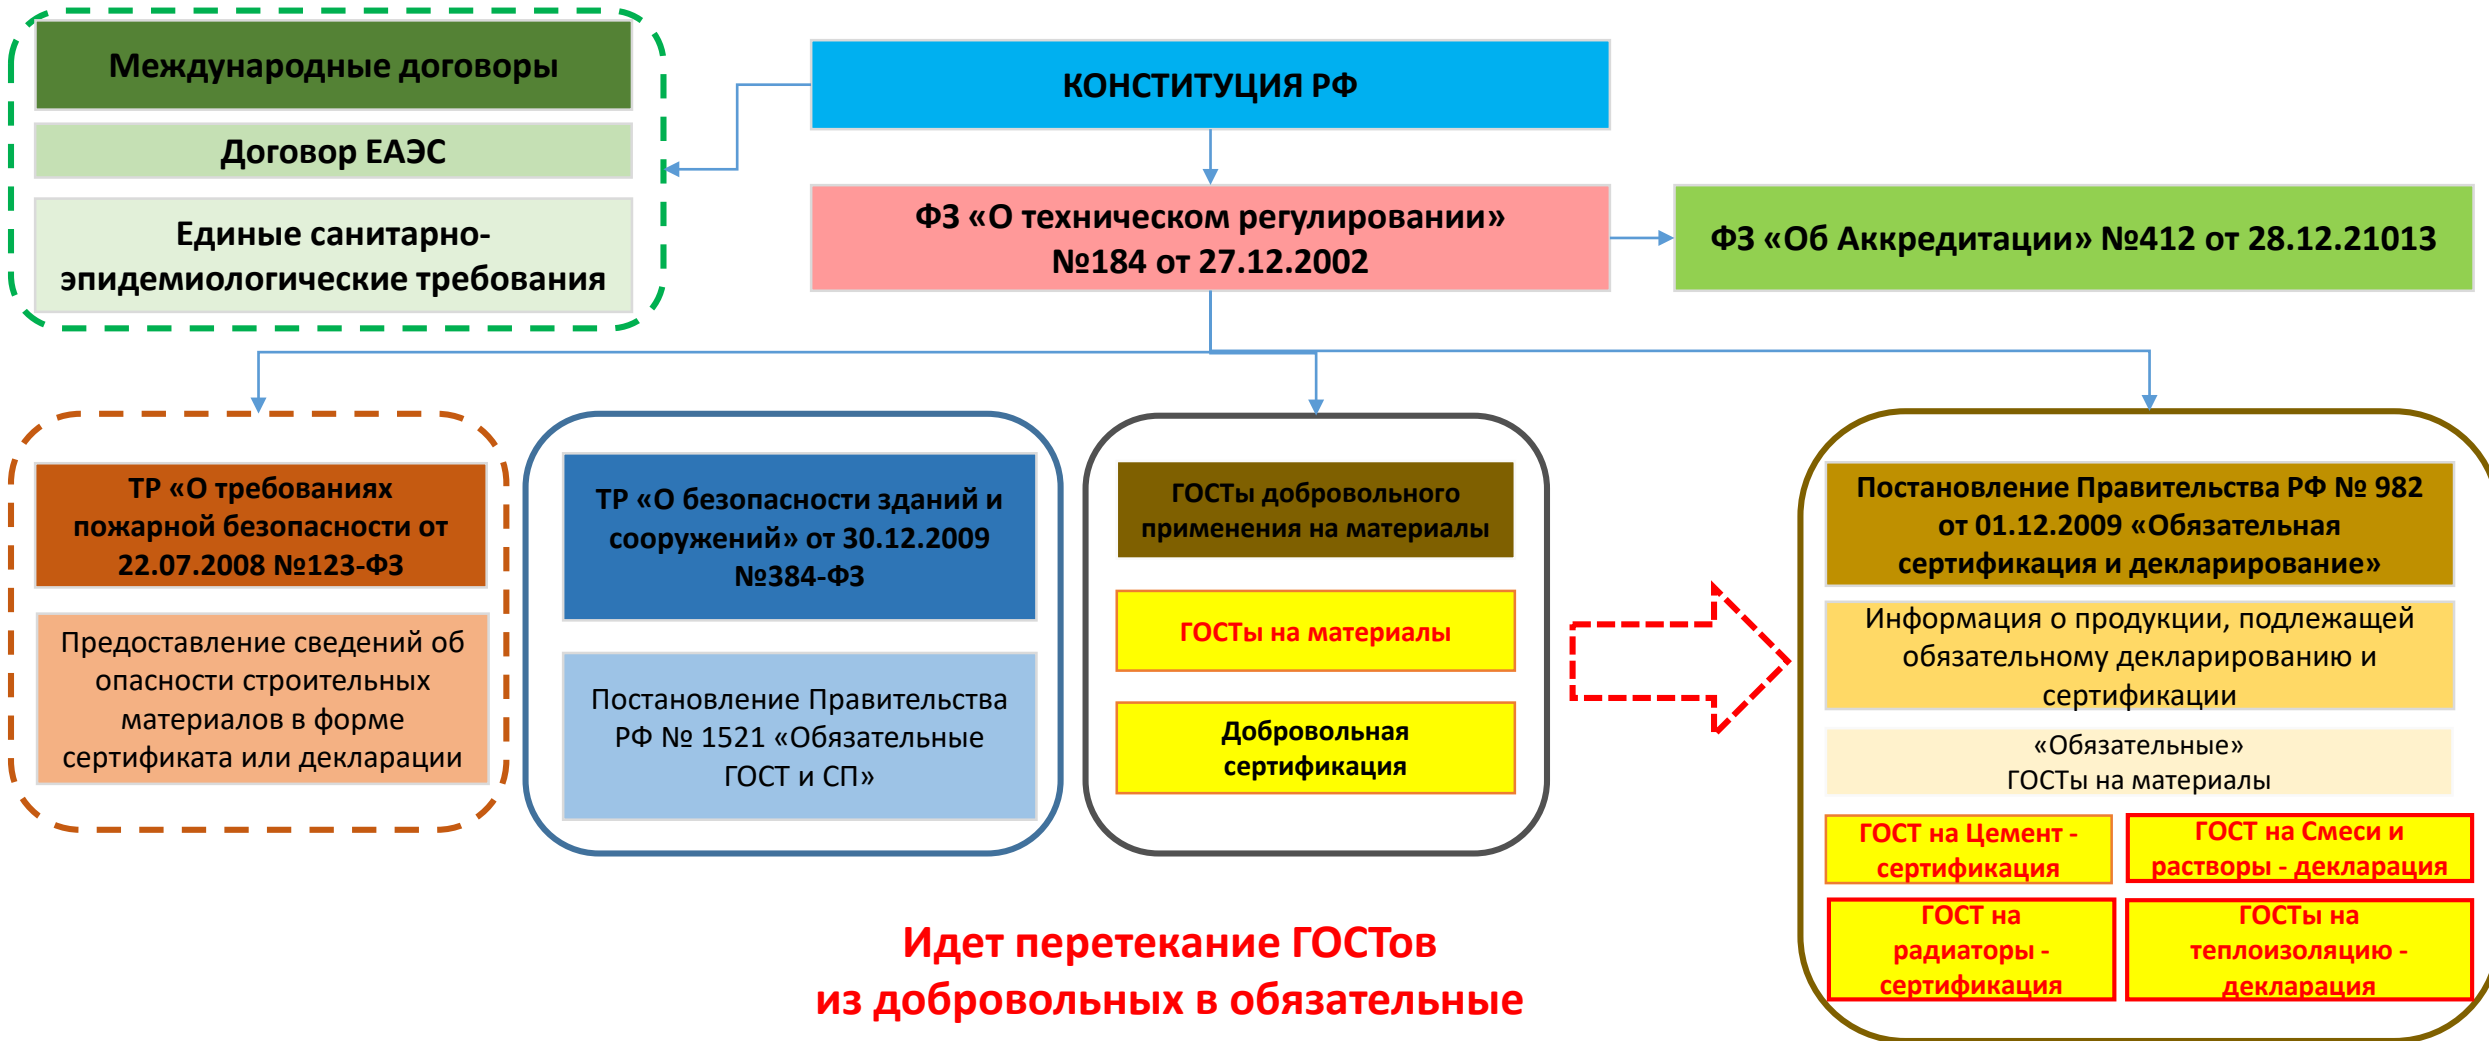 Международные договоры
Договор ЕАЭС
Единые санитарно-
эпидемиологические требования
КОНСТИТУЦИЯ РФ
ФЗ «О техническом регулировании»
№184 от 27.12.2002
ФЗ «Об Аккредитации» №412 от 28.12.21013
ТР «О требованиях
пожарной безопасности от
22.07.2008 №123-ФЗ
Предоставление сведений об
опасности строительных
материалов в форме
сертификата или декларации
ТР «О безопасности зданий и
сооружений» от 30.12.2009
№384-ФЗ
Постановление Правительства
РФ № 1521 «Обязательные
ГОСТ и СП»
ГОСТы добровольного
применения на материалы
ГОСТы на материалы
Добровольная
сертификация
Постановление Правительства РФ № 982
от 01.12.2009 «Обязательная
сертификация и декларирование»
Информация о продукции, подлежащей
обязательному декларированию и
сертификации
«Обязательные»
ГОСТы на материалы
ГОСТ на Цемент -
сертификация
ГОСТ на Смеси и
растворы - декларация
ГОСТ на
радиаторы -
сертификация
ГОСТы на
теплоизоляцию -
декларация
Идет перетекание ГОСТов
из добровольных в обязательные